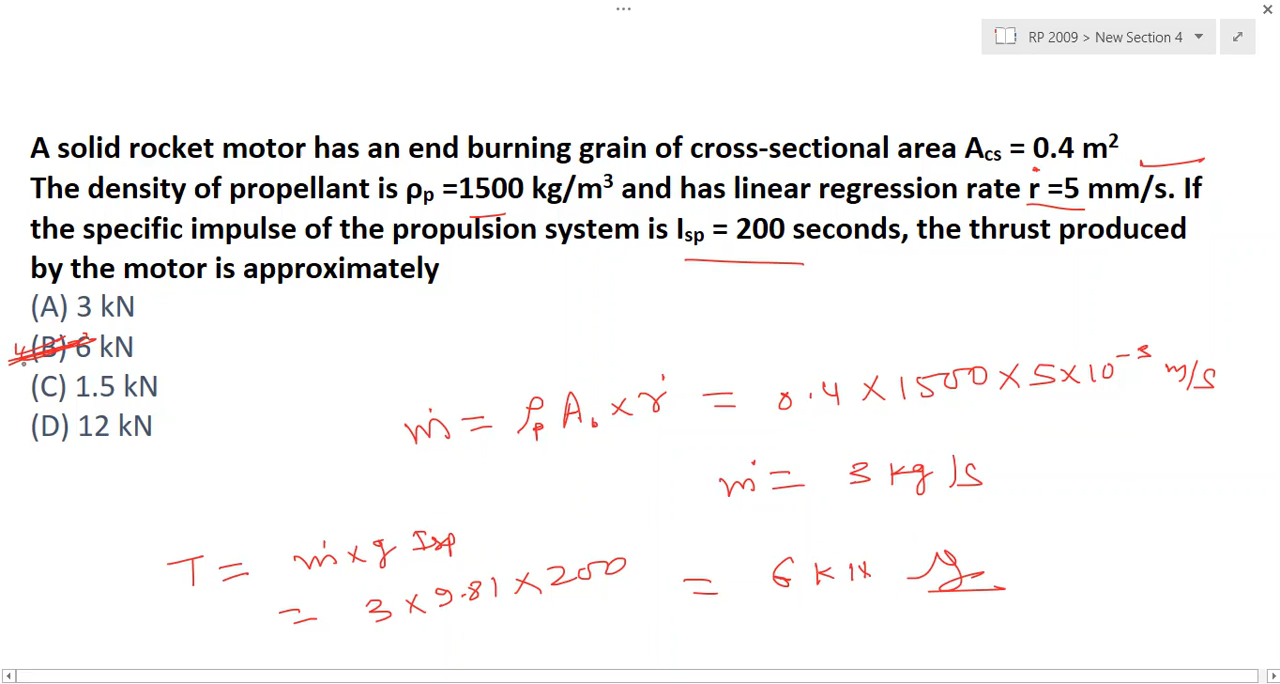 RP 2009 > New Section 4
A solid rocket motor has an end burning grain of cross-sectional area Acs = 0.4 m²
The density of propellant is ρp =1500 kg/m³ and has linear regression rate ṙ =5 mm/s. If
the specific impulse of the propulsion system is Isp = 200 seconds, the thrust produced
by the motor is approximately
(A) 3 kN
(B) 6 kN
(C) 1.5 kN
(D) 12 kN
ṁ = ρp Ab × ṙ = 0.4 × 1500 × 5 × 10⁻³ m/s
ṁ = 3 kg/s
T = ṁ × g Isp
= 3 × 9.81 × 200 = 6 K